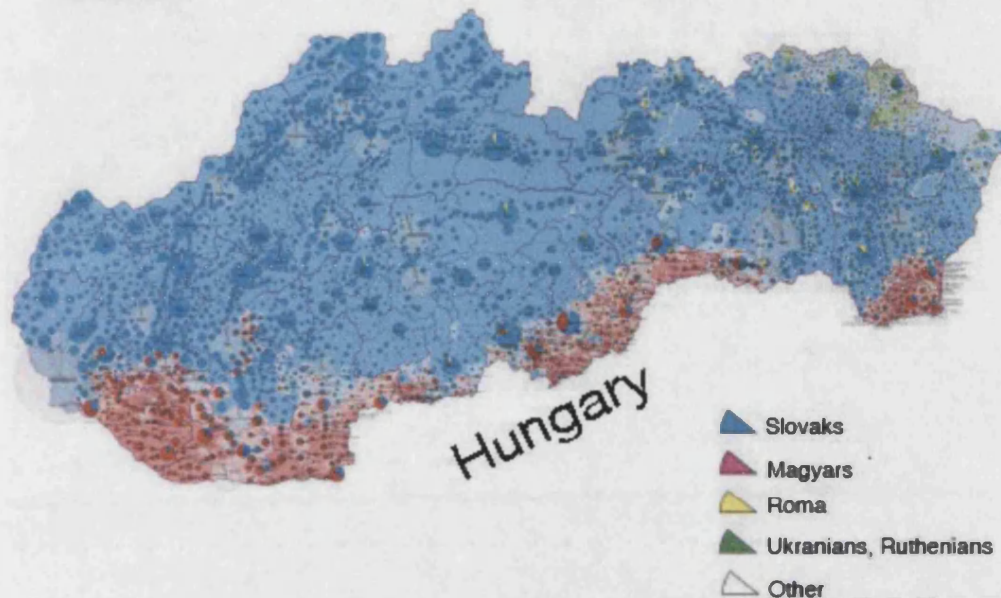 Hungary
Slovaks
Magyars
Roma
Ukranians, Ruthenians
Other